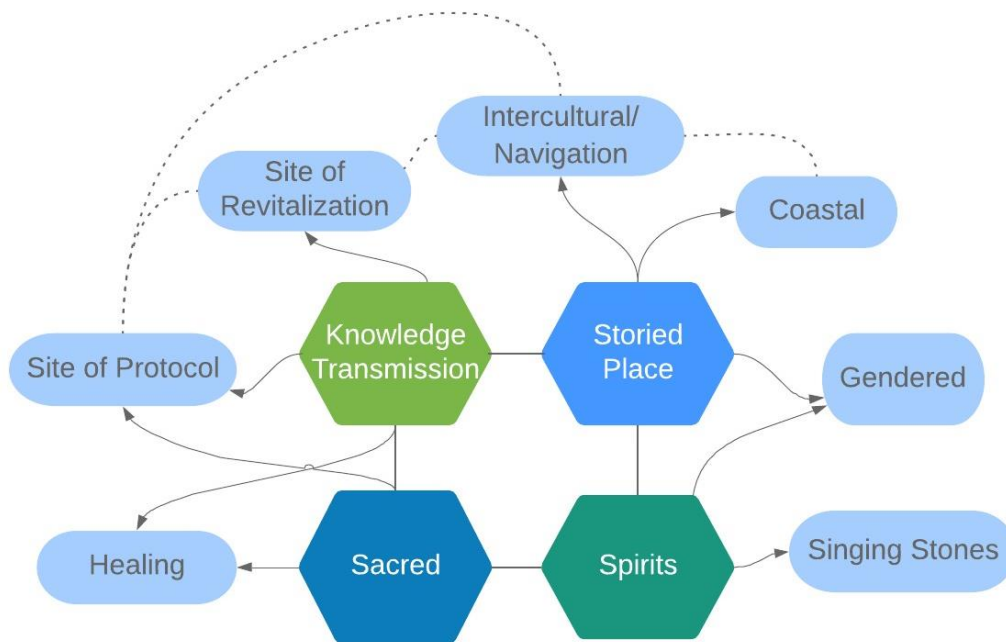 Intercultural/
Navigation
Site of
Revitalization
Coastal
Knowledge
Transmission
Storied
Place
Site of Protocol
Gendered
Healing
Sacred
Spirits
Singing Stones